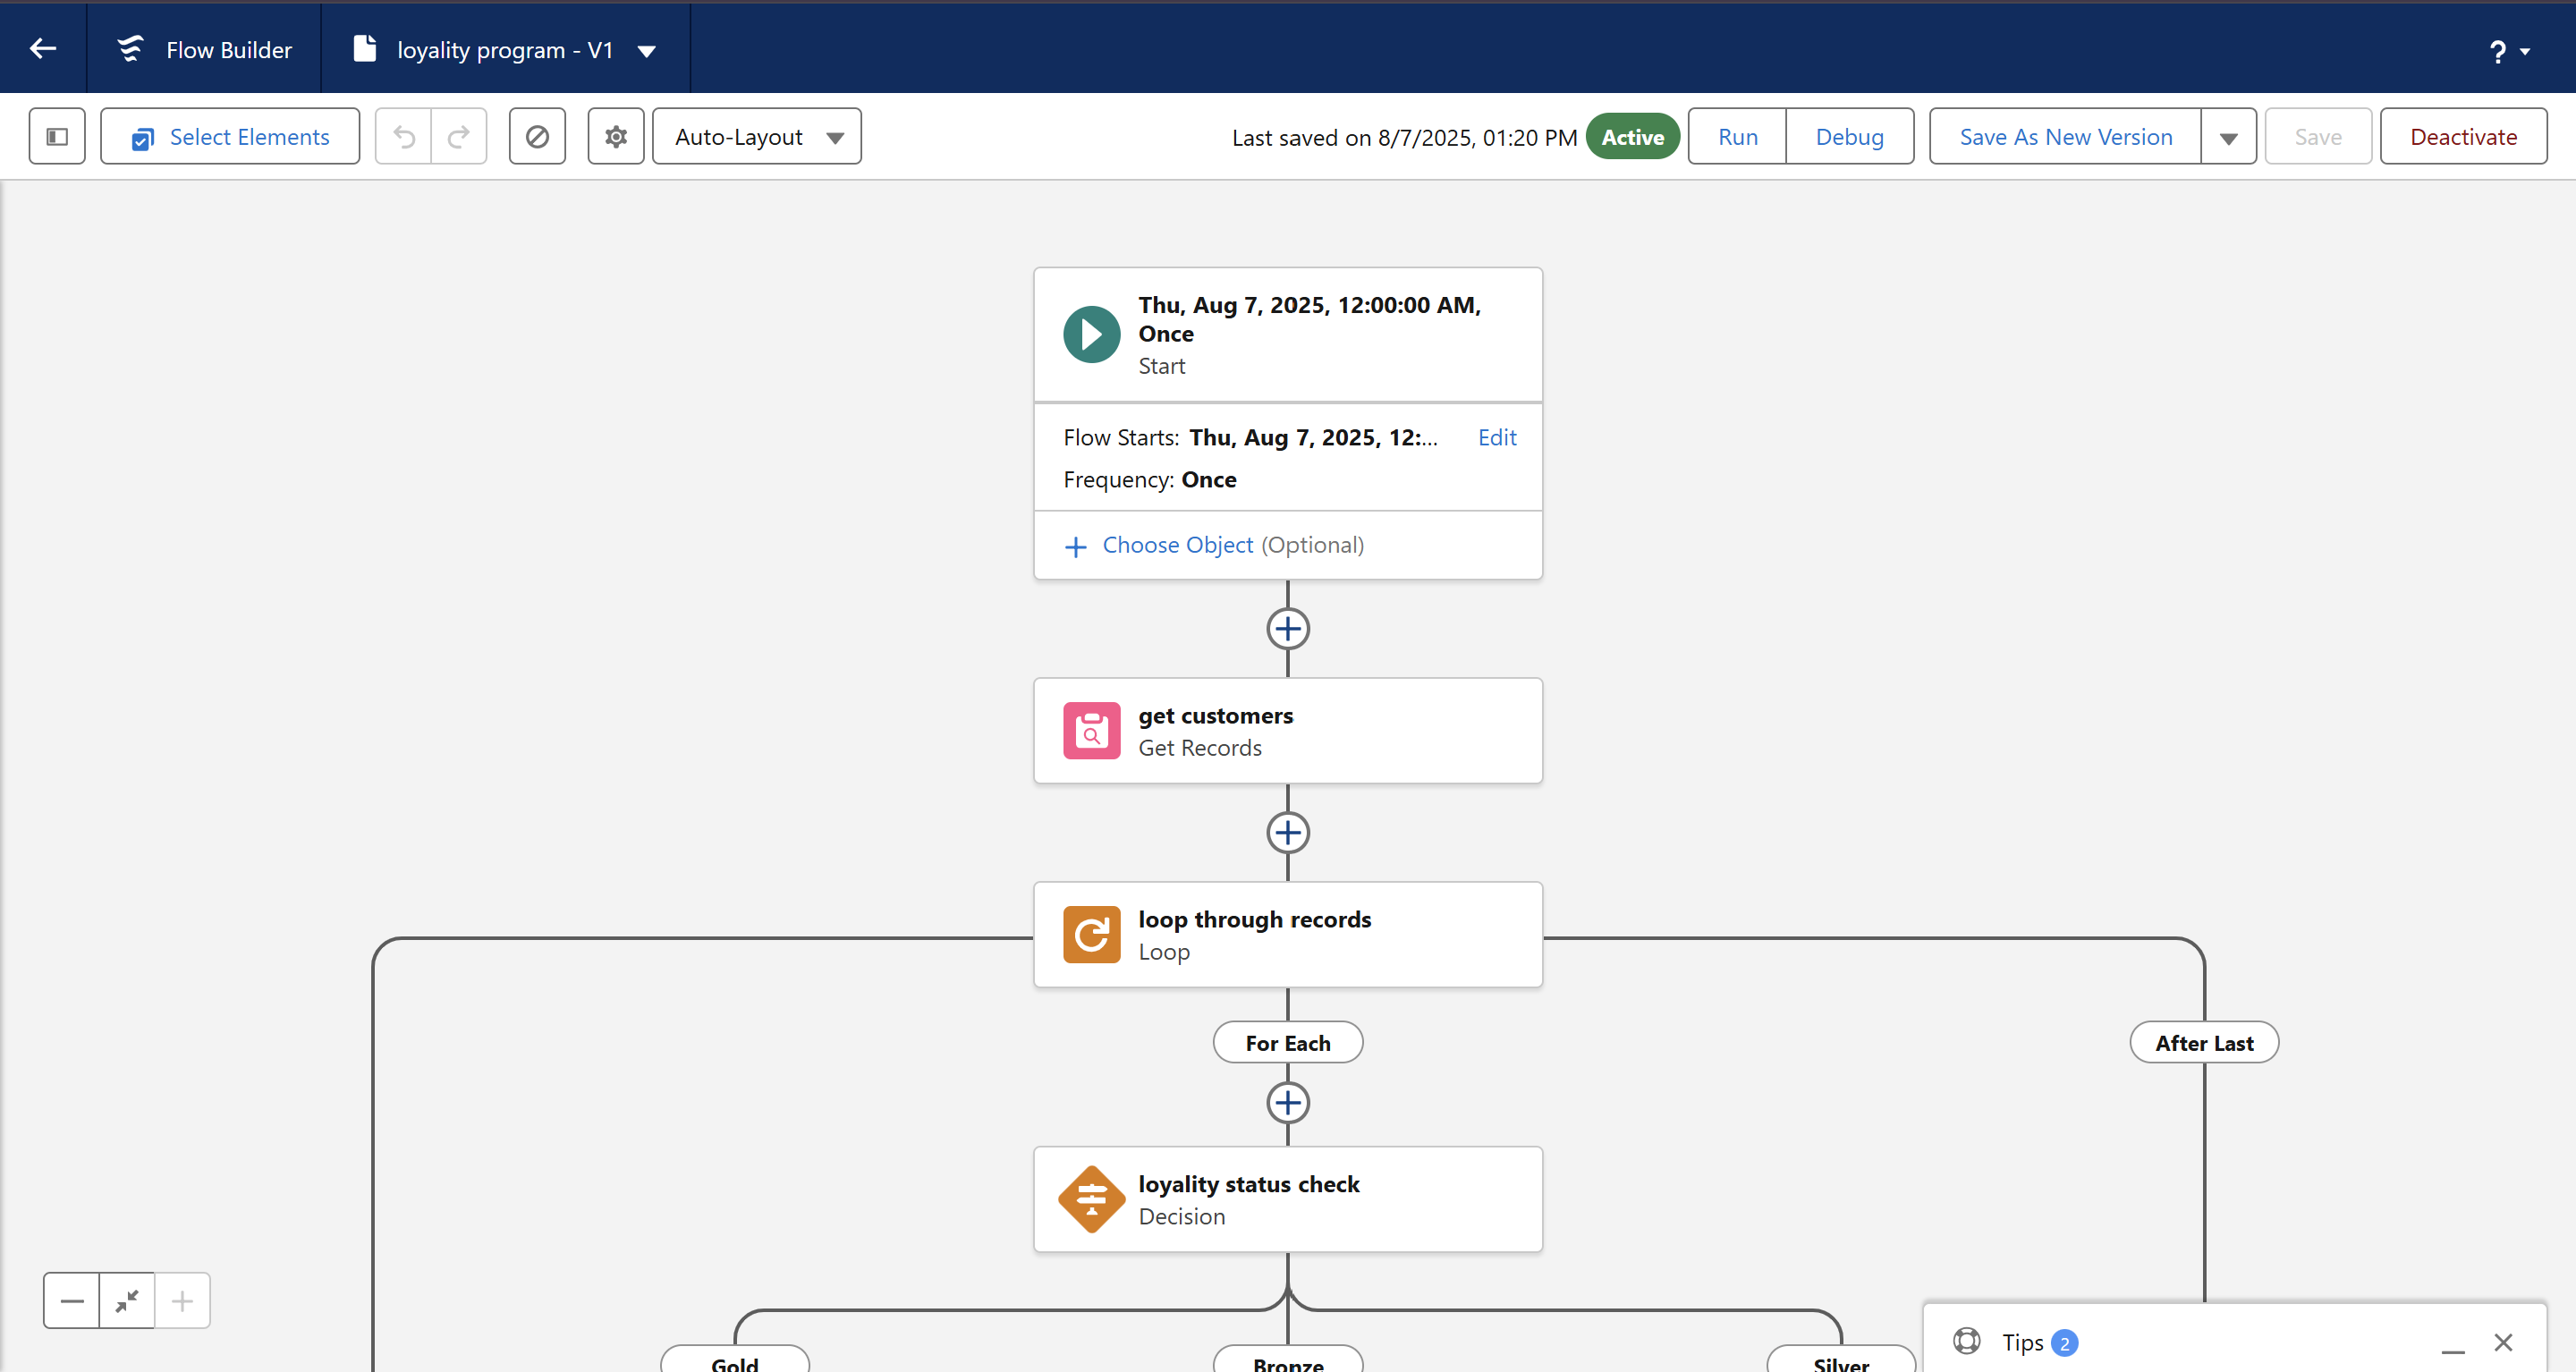 Flow Builder
loyality program - V1
?
Select Elements
Auto-Layout
Last saved on 8/7/2025, 01:20 PM
Active
Run
Debug
Save As New Version
Save
Deactivate
Thu, Aug 7, 2025, 12:00:00 AM,
Once
Start
Flow Starts: Thu, Aug 7, 2025, 12:...
Edit
Frequency: Once
Choose Object (Optional)
get customers
Get Records
loop through records
Loop
For Each
After Last
loyality status check
Decision
Gold
Bronze
Silver
Tips 2